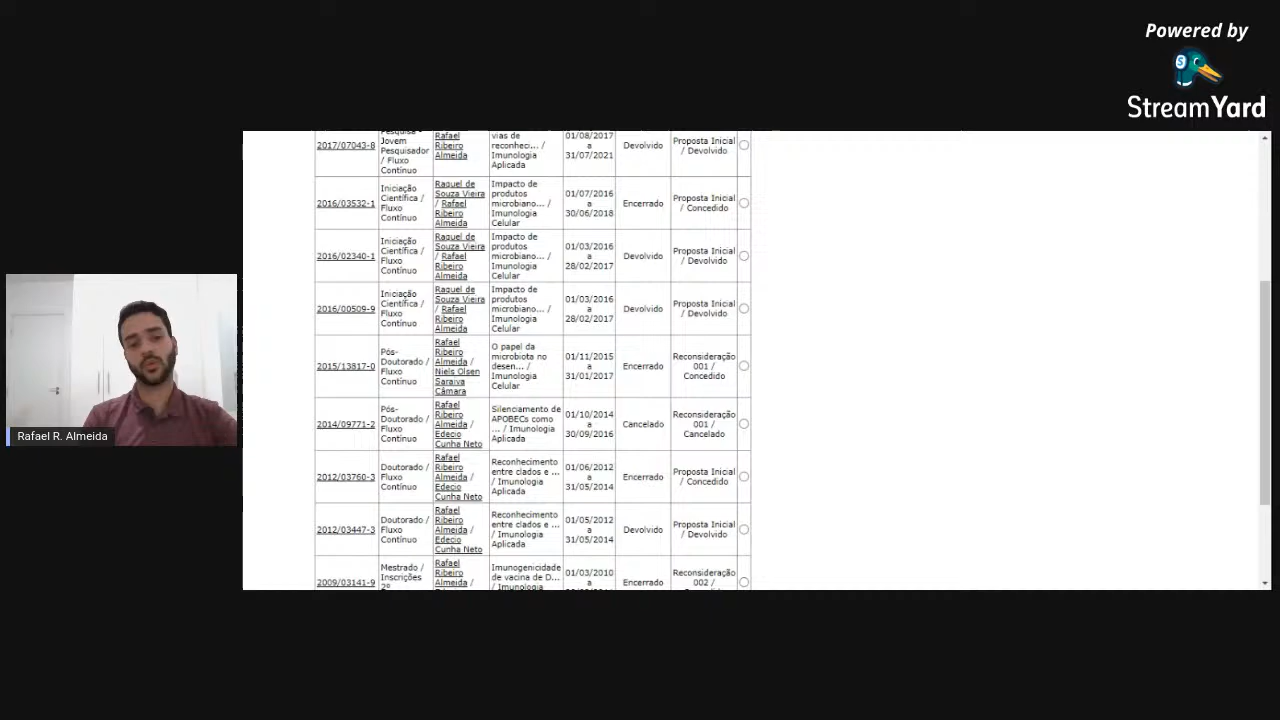 Powered by
StreamYard
Pesquisa -
Jovem
Pesquisador
/ Fluxo
Contínuo
2017/07043-8
Rafael
Ribeiro
Almeida
vias de
reconheci... /
Imunologia
Aplicada
01/08/2017
a
31/07/2021
Devolvido
Proposta Inicial
/ Devolvido
2016/03532-1
Iniciação
Científica /
Fluxo
Contínuo
Raquel de
Souza Vieira
/ Rafael
Ribeiro
Almeida
Impacto de
produtos
microbiano... /
Imunologia
Celular
01/07/2016
a
30/06/2018
Encerrado
Proposta Inicial
/ Concedido
2016/02340-1
Iniciação
Científica /
Fluxo
Contínuo
Raquel de
Souza Vieira
/ Rafael
Ribeiro
Almeida
Impacto de
produtos
microbiano... /
Imunologia
Celular
01/03/2016
a
28/02/2017
Devolvido
Proposta Inicial
/ Devolvido
2016/00509-9
Iniciação
Científica /
Fluxo
Contínuo
Raquel de
Souza Vieira
/ Rafael
Ribeiro
Almeida
Impacto de
produtos
microbiano... /
Imunologia
Celular
01/03/2016
a
28/02/2017
Devolvido
Proposta Inicial
/ Devolvido
2015/13817-0
Pós-
Doutorado /
Fluxo
Contínuo
Rafael
Ribeiro
Almeida /
Niels Olsen
Saraiva
Câmara
O papel da
microbiota no
desen... /
Imunologia
Celular
01/11/2015
a
31/01/2017
Encerrado
Reconsideração
001 /
Concedido
2014/09771-2
Pós-
Doutorado /
Fluxo
Contínuo
Rafael
Ribeiro
Almeida /
Edecio
Cunha Neto
Silenciamento de
APOBECs como
... / Imunologia
Aplicada
01/10/2014
a
30/09/2016
Cancelado
Reconsideração
001 /
Cancelado
2012/03760-3
Doutorado /
Fluxo
Contínuo
Rafael
Ribeiro
Almeida /
Edecio
Cunha Neto
Reconhecimento
entre clados e ...
/ Imunologia
Aplicada
01/06/2012
a
31/05/2014
Encerrado
Proposta Inicial
/ Concedido
2012/03447-3
Doutorado /
Fluxo
Contínuo
Rafael
Ribeiro
Almeida /
Edecio
Cunha Neto
Reconhecimento
entre clados e ...
/ Imunologia
Aplicada
01/05/2012
a
31/05/2014
Devolvido
Proposta Inicial
/ Devolvido
2009/03141-9
Mestrado /
Inscrições
2º
Rafael
Ribeiro
Almeida /
Imunogenicidade
de vacina de D...
/ Imunologia
01/03/2010
a
Encerrado
Reconsideração
002 /
Rafael R. Almeida